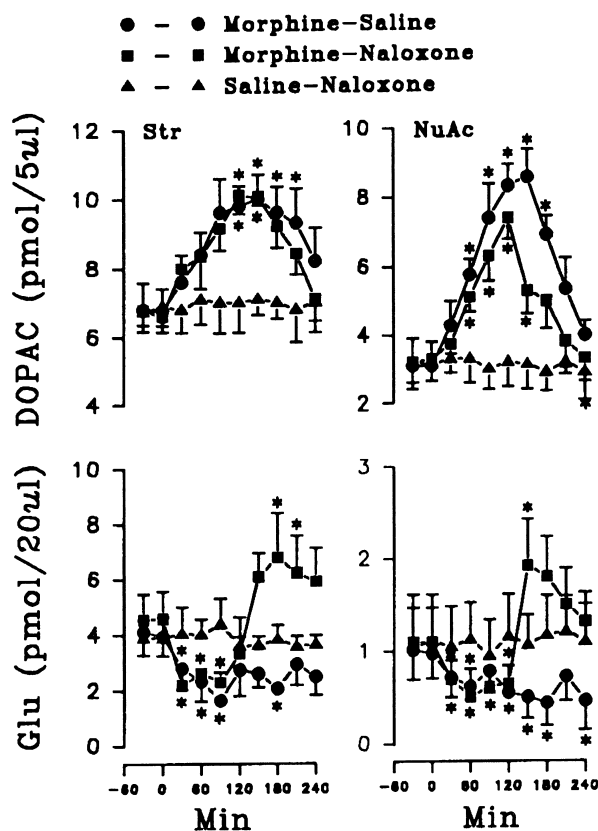 ● – ● Morphine–Saline
■ – ■ Morphine–Naloxone
▲ – ▲ Saline–Naloxone
DOPAC (pmol/5ul)
12
10
8
6
4
Str
* * * *
* *
10
8
6
4
2
NuAc
* * * * *
* * * *
*
Glu (pmol/20ul)
10
8
6
4
2
0
* *
* * *
* * * *
3
2
1
0
*
* * * *
* * * *
-60 0 60 120 180 240
Min
-60 0 60 120 180 240
Min